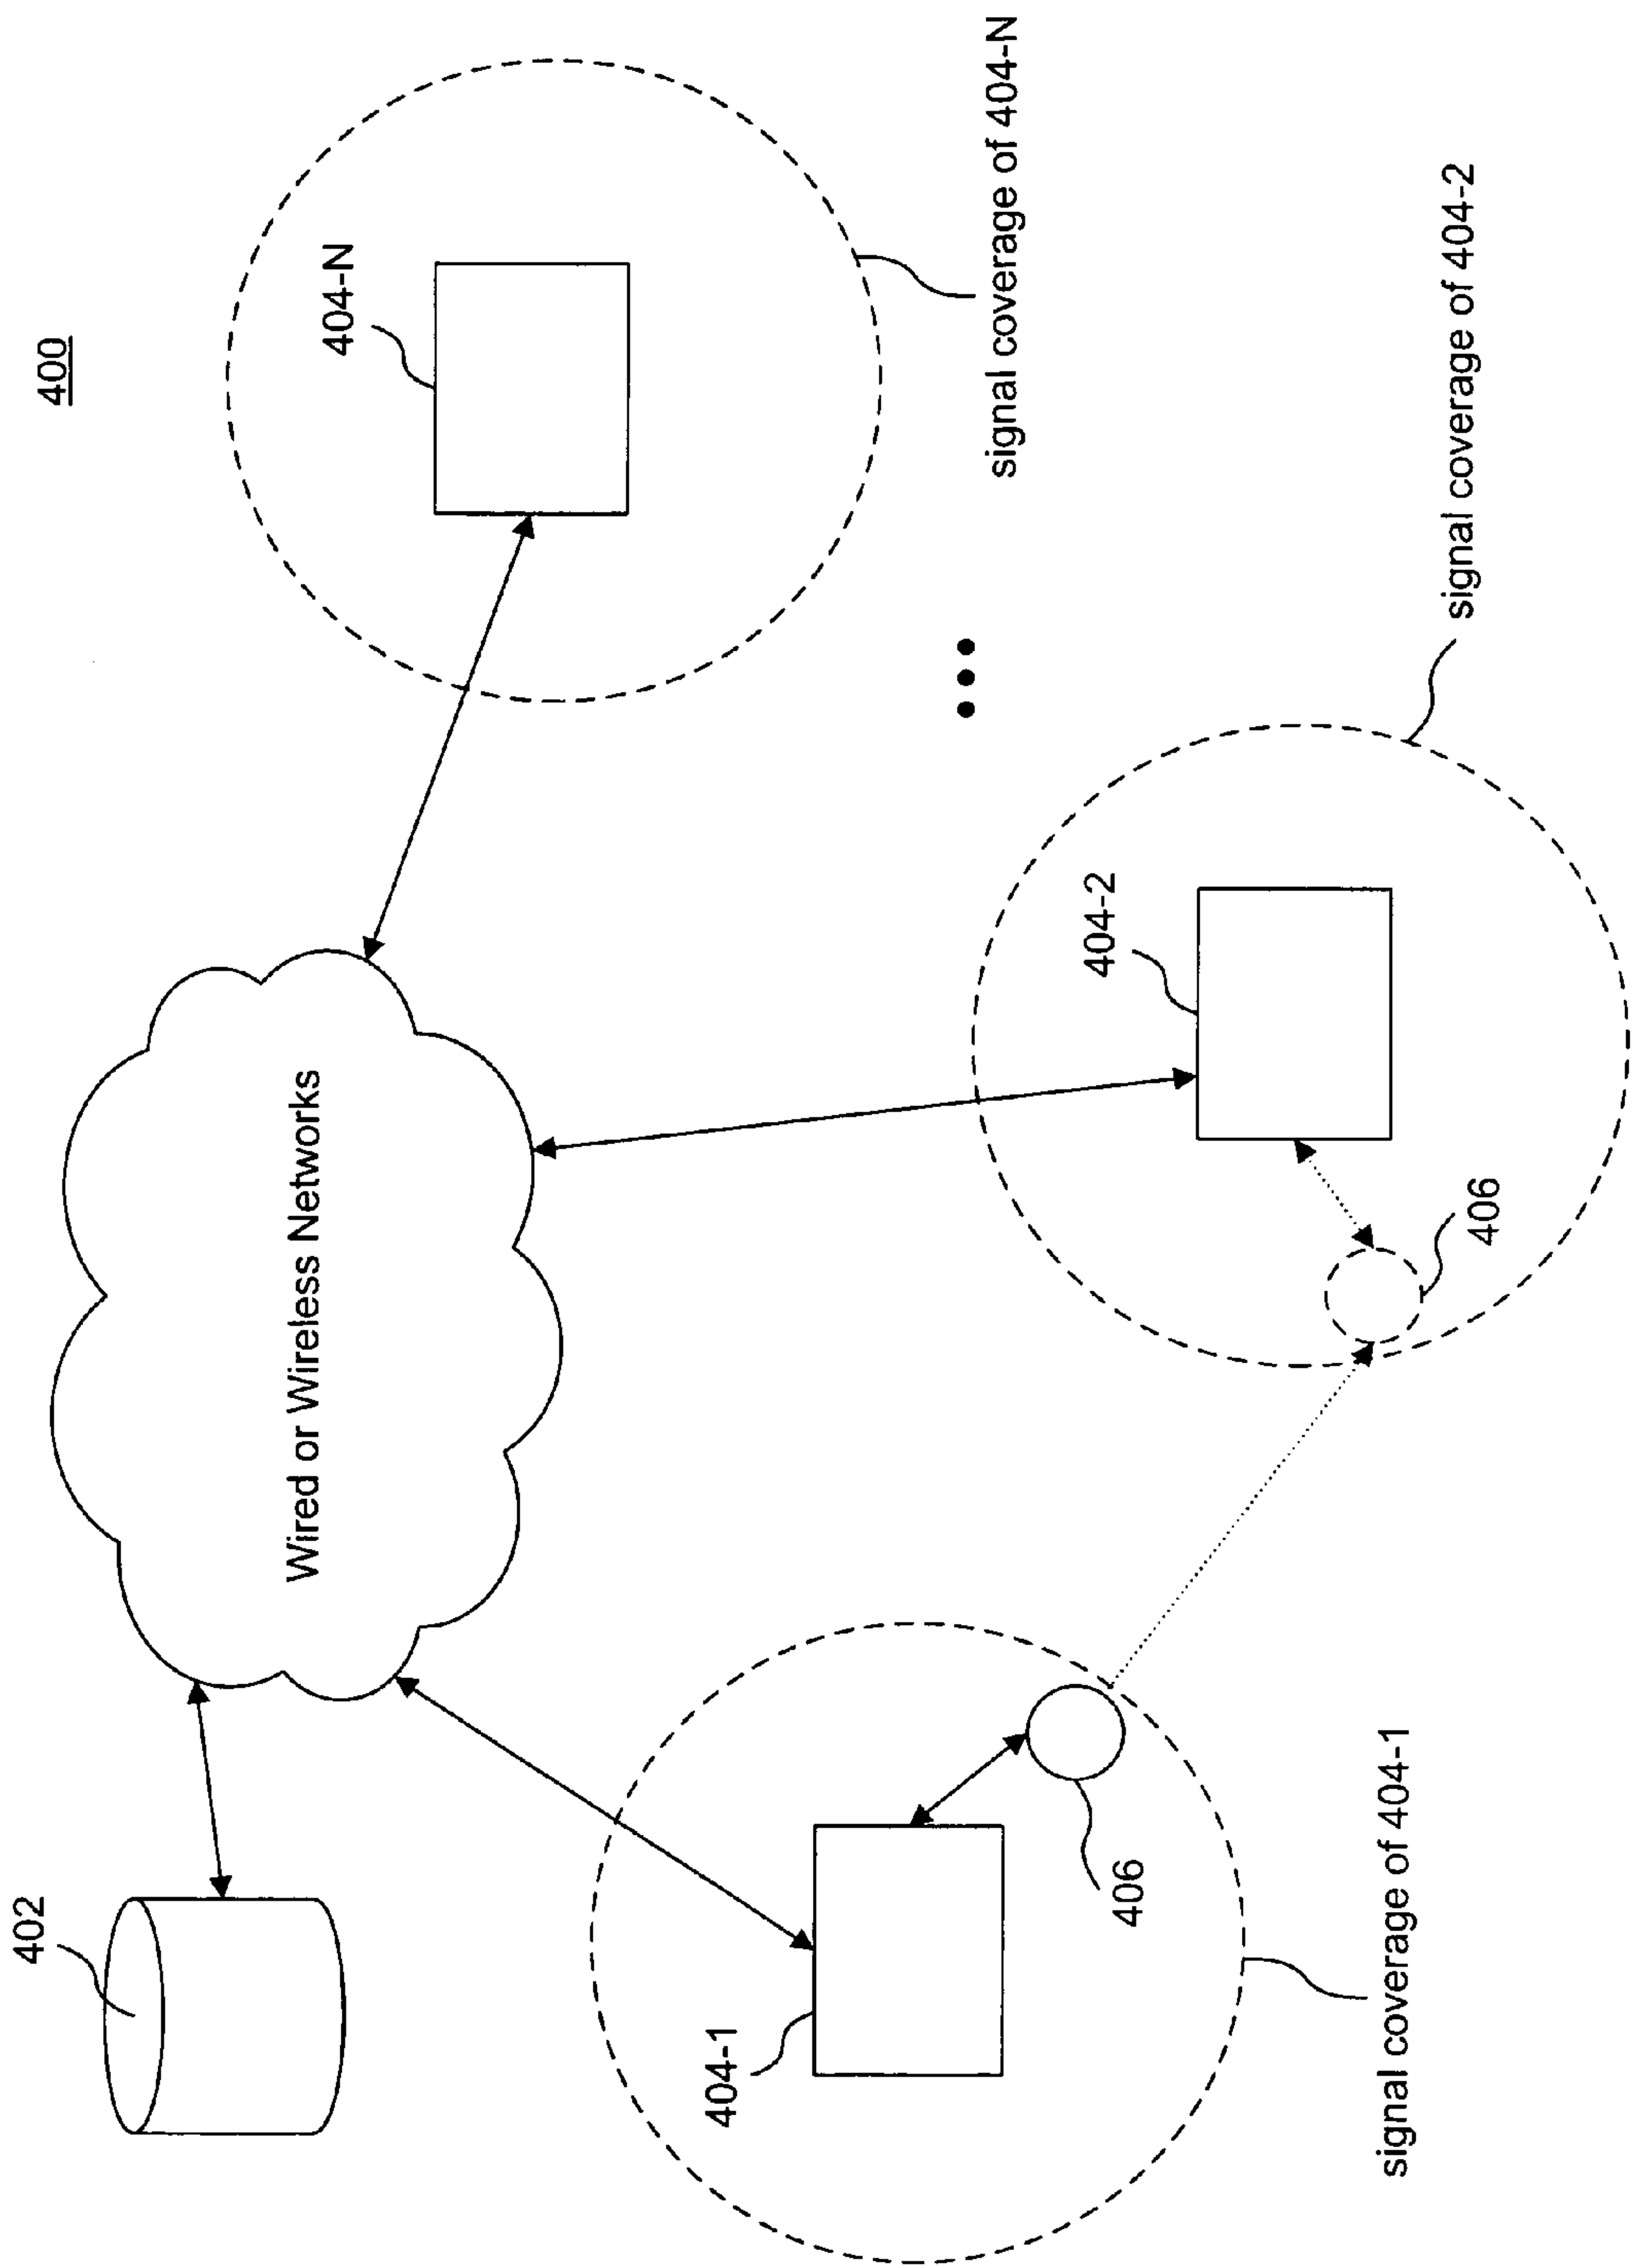 402
400
Wired or Wireless Networks
404-N
404-1
signal coverage of 404-N
404-2
406
signal coverage of 404-1
signal coverage of 404-2
406